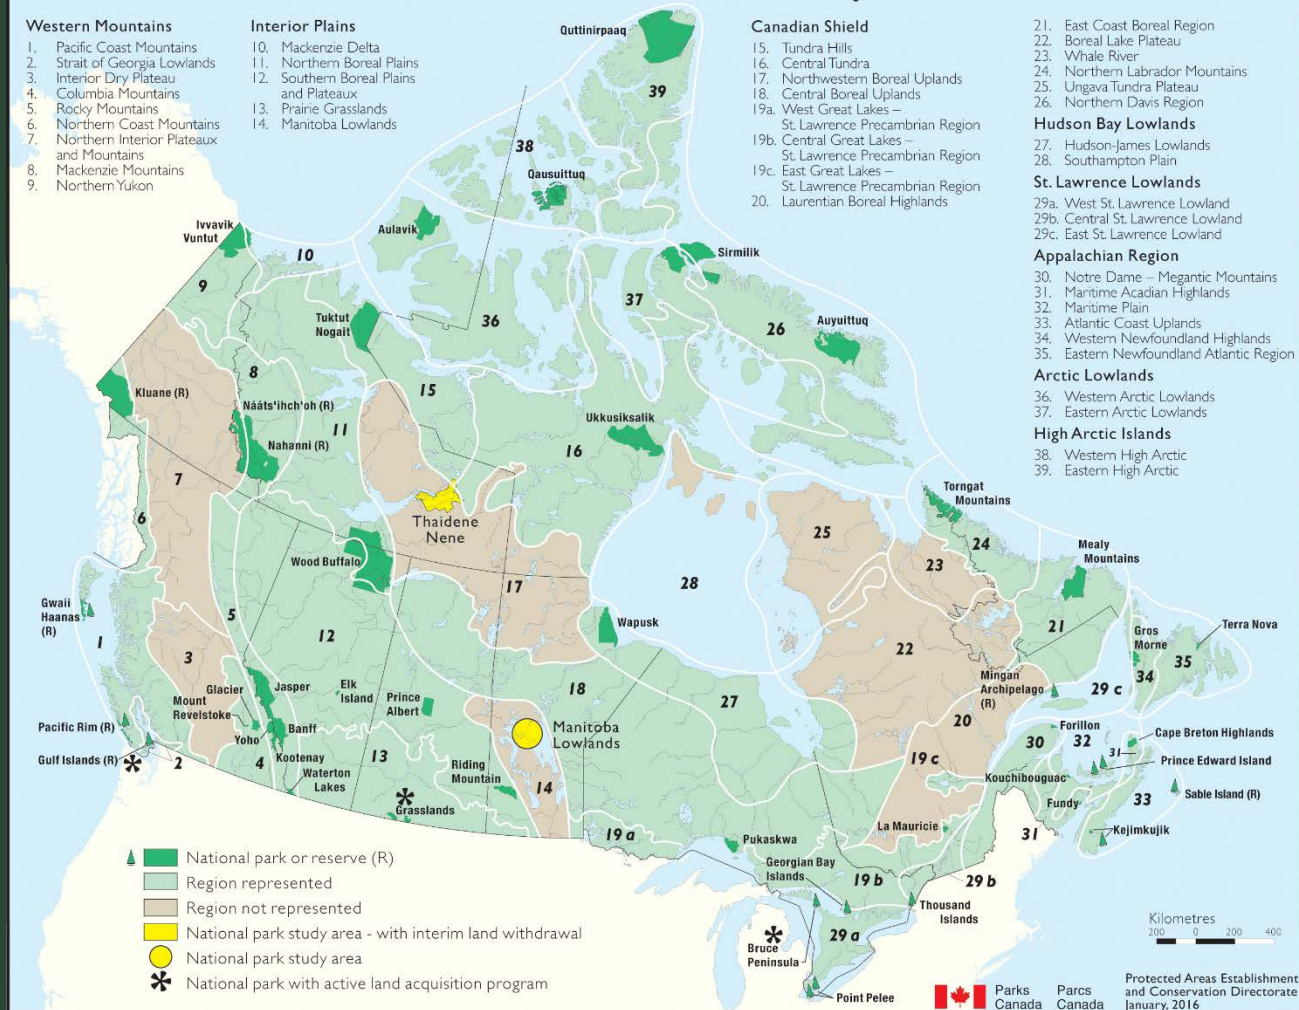 Western Mountains
1. Pacific Coast Mountains
2. Strait of Georgia Lowlands
3. Interior Dry Plateau
4. Columbia Mountains
5. Rocky Mountains
6. Northern Coast Mountains
7. Northern Interior Plateaux
and Mountains
8. Mackenzie Mountains
9. Northern Yukon
Interior Plains
10. Mackenzie Delta
11. Northern Boreal Plains
12. Southern Boreal Plains
and Plateaux
13. Prairie Grasslands
14. Manitoba Lowlands
Canadian Shield
15. Tundra Hills
16. Central Tundra
17. Northwestern Boreal Uplands
18. Central Boreal Uplands
19a. West Great Lakes –
St. Lawrence Precambrian Region
19b. Central Great Lakes –
St. Lawrence Precambrian Region
19c. East Great Lakes –
St. Lawrence Precambrian Region
20. Laurentian Boreal Highlands
21. East Coast Boreal Region
22. Boreal Lake Plateau
23. Whale River
24. Northern Labrador Mountains
25. Ungava Tundra Plateau
26. Northern Davis Region
Hudson Bay Lowlands
27. Hudson-James Lowlands
28. Southampton Plain
St. Lawrence Lowlands
29a. West St. Lawrence Lowland
29b. Central St. Lawrence Lowland
29c. East St. Lawrence Lowland
Appalachian Region
30. Notre Dame – Megantic Mountains
31. Maritime Acadian Highlands
32. Maritime Plain
33. Atlantic Coast Uplands
34. Western Newfoundland Highlands
35. Eastern Newfoundland Atlantic Region
Arctic Lowlands
36. Western Arctic Lowlands
37. Eastern Arctic Lowlands
High Arctic Islands
38. Western High Arctic
39. Eastern High Arctic
Quttinirpaaq
39
38
Qausuittuq
Ivvavik
Vuntut
Aulavik
10
Sirmilik
9
37
Tuktut
Nogait
36
26
Auyuittuq
8
15
Kluane (R)
Nááts'ihch'oh (R)
11
Ukkusiksalik
Nahanni (R)
16
7
Torngat
Mountains
6
Thaidene
Nene
25
24
Mealy
Mountains
Wood Buffalo
23
17
28
Gwaii
Haanas
(R)
1
5
12
Wapusk
21
Gros
Morne
Terra Nova
3
22
34
35
Glacier
Jasper
Elk
Island
Prince
Albert
18
27
Mingan
Archipelago
(R)
29 c
Mount
Revelstoke
20
Pacific Rim (R)
Yoho
Banff
Manitoba
Lowlands
30
Forillon
32
Cape Breton Highlands
31
Gulf Islands (R)
2
4
Kootenay
13
19 c
Prince Edward Island
Waterton
Lakes
Riding
Mountain
14
Kouchibouguac
Sable Island (R)
Grasslands
Fundy
33
19 a
La Mauricie
31
Kejimkujik
Pukaskwa
Georgian Bay
Islands
19 b
29 b
Thousand
Islands
29 a
Bruce
Peninsula
Point Pelee
National park or reserve (R)
Region represented
Region not represented
National park study area - with interim land withdrawal
National park study area
National park with active land acquisition program
Kilometres
200 0 200 400
Parks
Canada
Parcs
Canada
Protected Areas Establishment
and Conservation Directorate
January, 2016